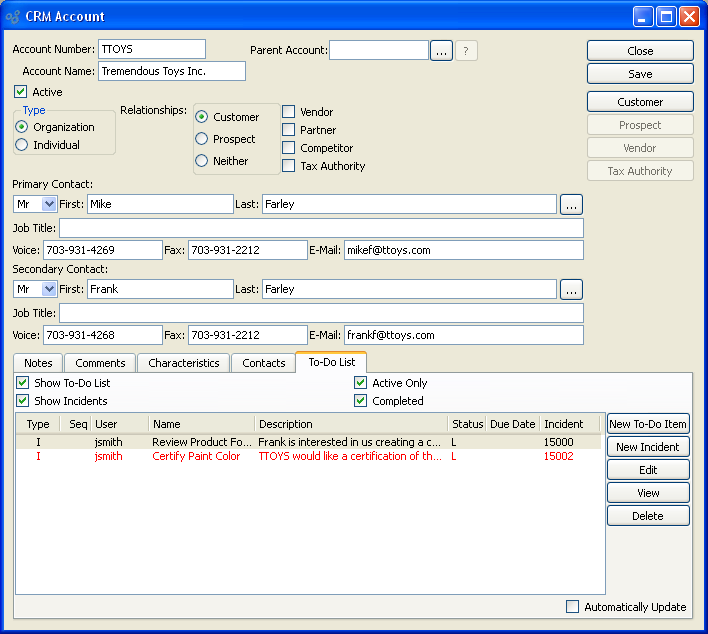 CRM Account
Account Number: TTOYS Parent Account: ... ? Close
Account Name: Tremendous Toys Inc. Save
Active
Type Relationships: Customer Vendor Customer
Organization Prospect Partner Prospect
Individual Neither Competitor Vendor
Tax Authority Tax Authority
Primary Contact:
Mr First: Mike Last: Farley ...
Job Title:
Voice: 703-931-4269 Fax: 703-931-2212 E-Mail: mikef@ttoys.com
Secondary Contact:
Mr First: Frank Last: Farley ...
Job Title:
Voice: 703-931-4268 Fax: 703-931-2212 E-Mail: frankf@ttoys.com
Notes Comments Characteristics Contacts To-Do List
Show To-Do List Active Only
Show Incidents Completed
Type Seq User Name Description Status Due Date Incident New To-Do Item
I jsmith Review Product Fo... Frank is interested in us creating a c... L 15000 New Incident
I jsmith Certify Paint Color TTOYS would like a certification of th... L 15002 Edit
View
Delete
Automatically Update